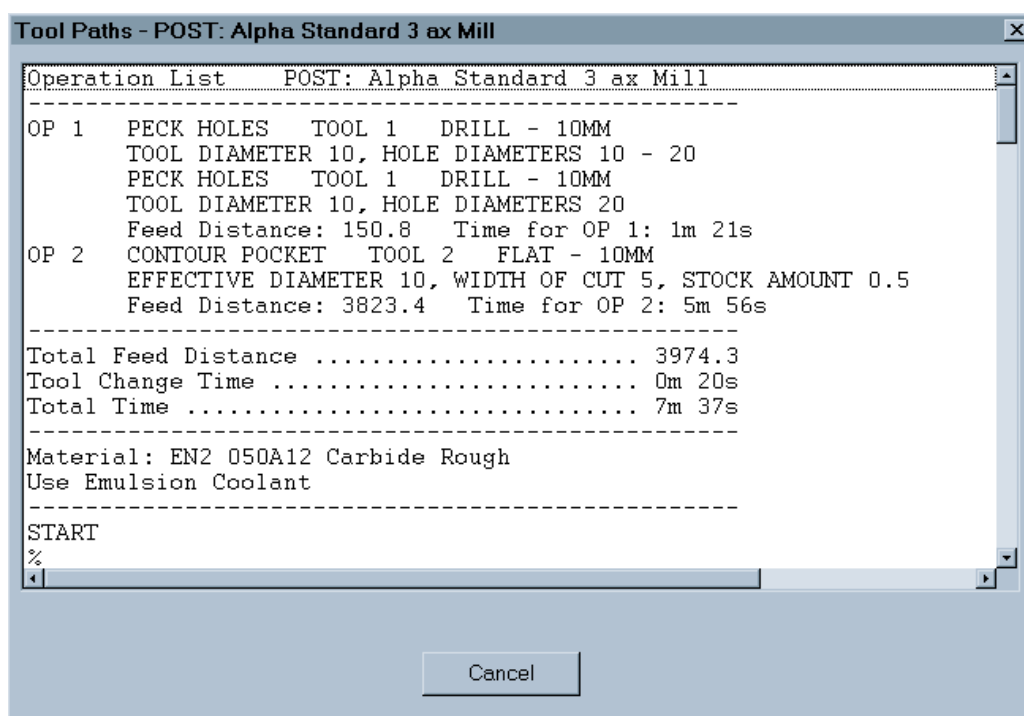 Tool Paths - POST: Alpha Standard 3 ax Mill
Operation List    POST: Alpha Standard 3 ax Mill
--------------------------------------------------
OP 1   PECK HOLES   TOOL 1   DRILL - 10MM
       TOOL DIAMETER 10, HOLE DIAMETERS 10 - 20
       PECK HOLES   TOOL 1   DRILL - 10MM
       TOOL DIAMETER 10, HOLE DIAMETERS 20
       Feed Distance: 150.8   Time for OP 1: 1m 21s
OP 2   CONTOUR POCKET   TOOL 2   FLAT - 10MM
       EFFECTIVE DIAMETER 10, WIDTH OF CUT 5, STOCK AMOUNT 0.5
       Feed Distance: 3823.4   Time for OP 2: 5m 56s
--------------------------------------------------
Total Feed Distance ....................... 3974.3
Tool Change Time .......................... 0m 20s
Total Time ................................ 7m 37s
--------------------------------------------------
Material: EN2 050A12 Carbide Rough
Use Emulsion Coolant
--------------------------------------------------
START
%
Cancel